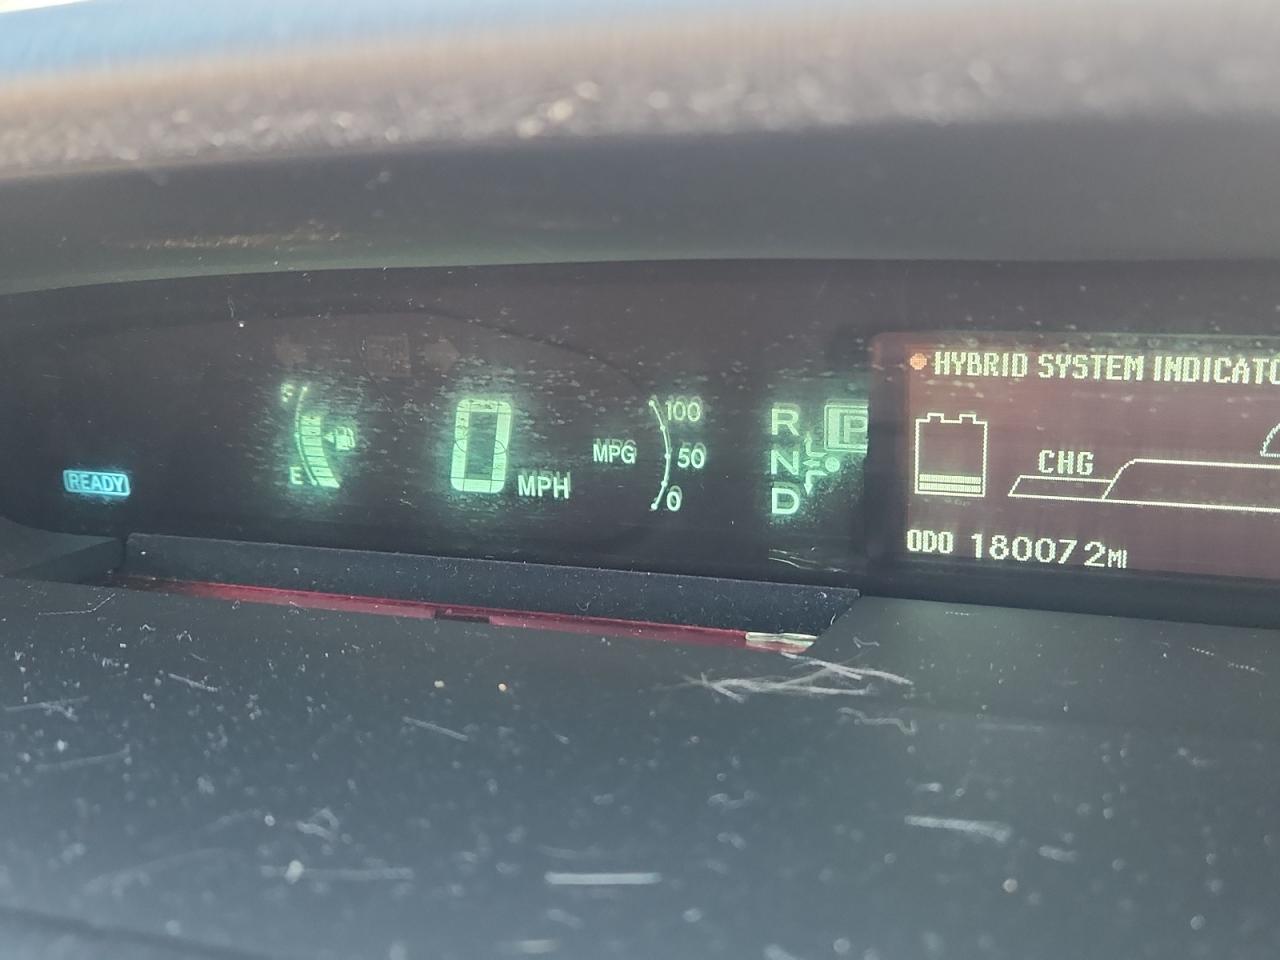 HYBRID SYSTEM INDICATO
F
100
R
P
0
MPG
50
N
CHG
READY
E
MPH
0
D
ODO 180072MI